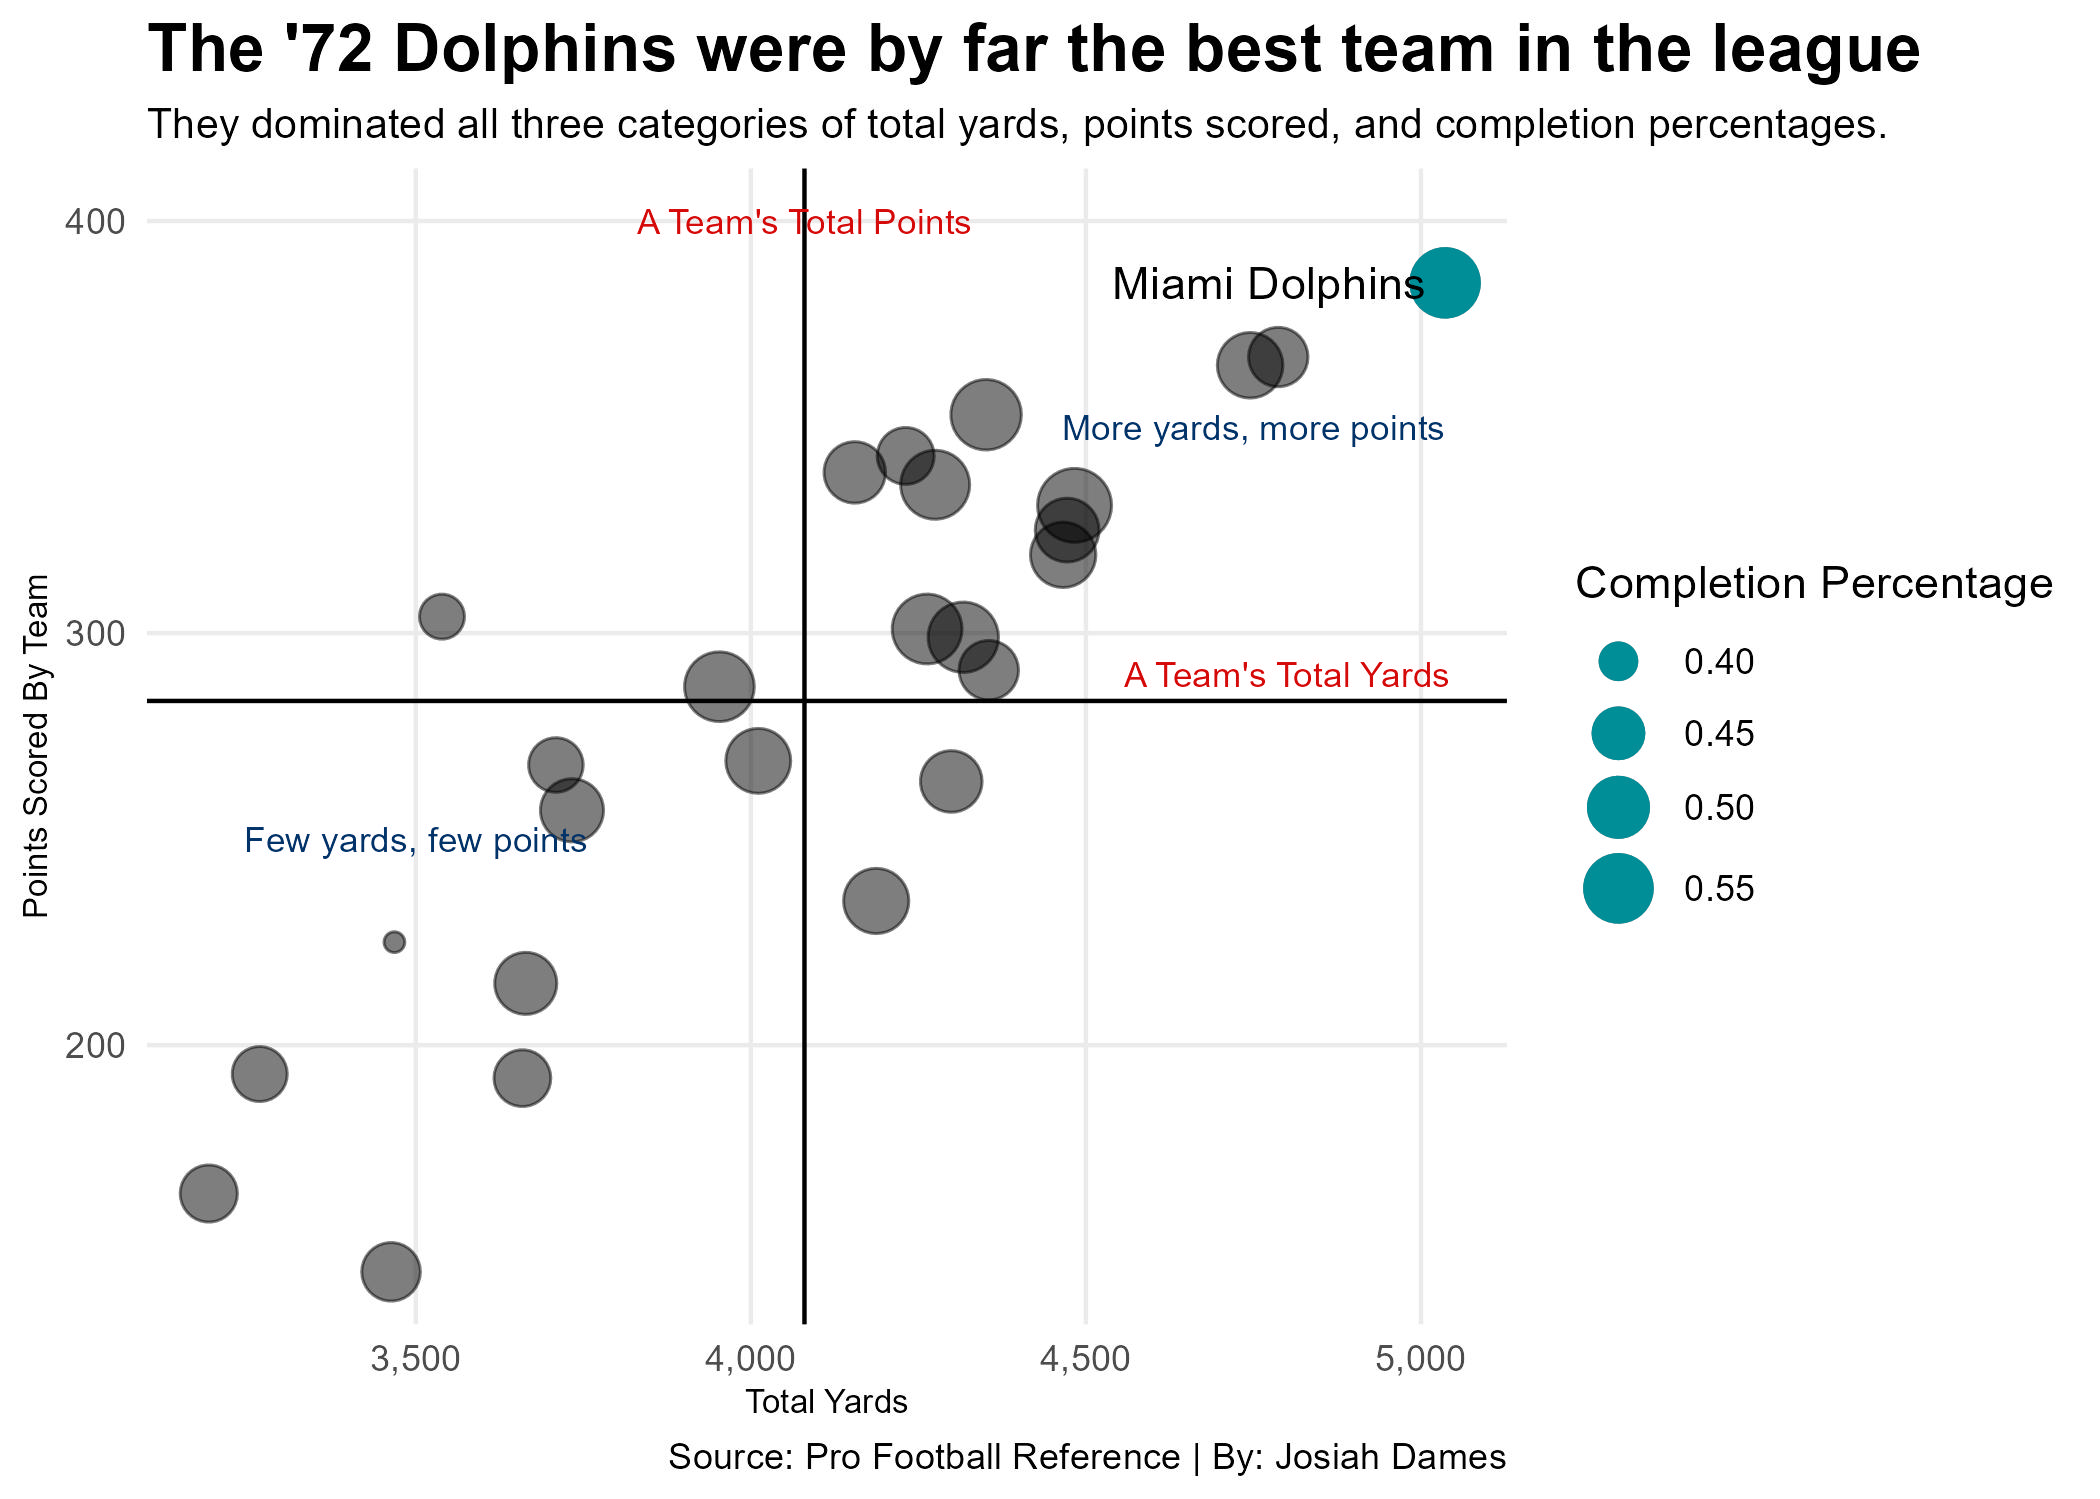 The '72 Dolphins were by far the best team in the league
They dominated all three categories of total yards, points scored, and completion percentages.
400
A Team's Total Points
Miami Dolphins
More yards, more points
Completion Percentage
300
0.40
A Team's Total Yards
0.45
Points Scored By Team
0.50
Few yards, few points
0.55
200
3,500
4,000
4,500
5,000
Total Yards
Source: Pro Football Reference | By: Josiah Dames